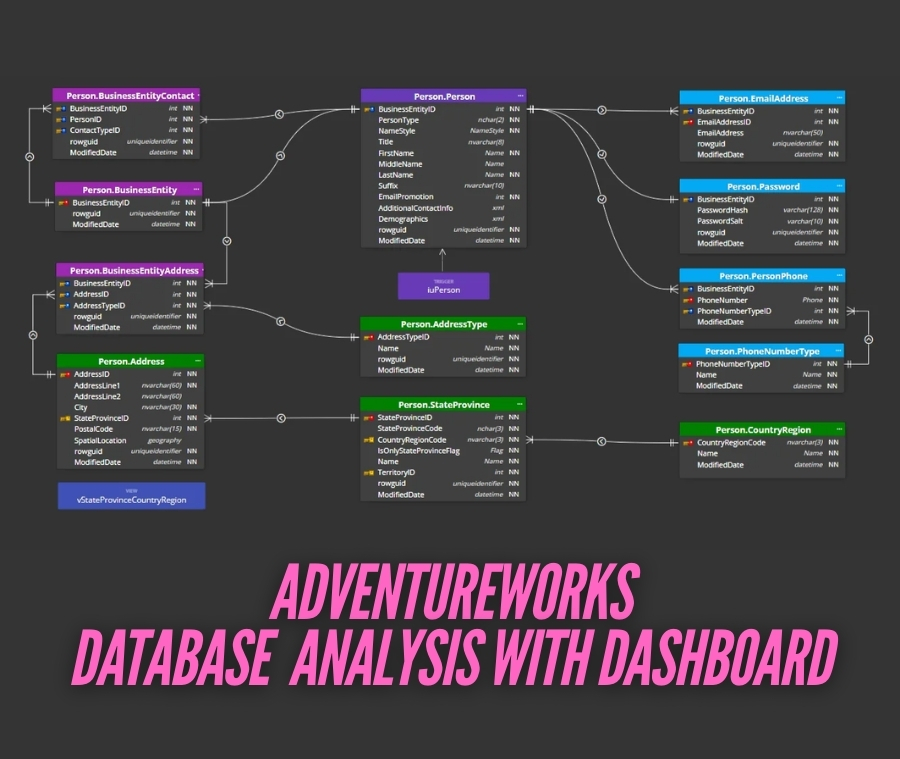 Person.BusinessEntityContact
BusinessEntityID int NN
PersonID int NN
ContactTypeID int NN
rowguid uniqueidentifier NN
ModifiedDate datetime NN
Person.BusinessEntity
BusinessEntityID int NN
rowguid uniqueidentifier NN
ModifiedDate datetime NN
Person.BusinessEntityAddress
BusinessEntityID int NN
AddressID int NN
AddressTypeID int NN
rowguid uniqueidentifier NN
ModifiedDate datetime NN
Person.Address
AddressID int NN
AddressLine1 nvarchar(60) NN
AddressLine2 nvarchar(60)
City nvarchar(30) NN
StateProvinceID int NN
PostalCode nvarchar(15) NN
SpatialLocation geography
rowguid uniqueidentifier NN
ModifiedDate datetime NN
VIEW
vStateProvinceCountryRegion
Person.Person
BusinessEntityID int NN
PersonType nchar(2) NN
NameStyle NameStyle NN
Title nvarchar(8)
FirstName Name NN
MiddleName Name
LastName Name NN
Suffix nvarchar(10)
EmailPromotion int NN
AdditionalContactInfo xml
Demographics xml
rowguid uniqueidentifier NN
ModifiedDate datetime NN
TRIGGER
iuPerson
Person.AddressType
AddressTypeID int NN
Name Name NN
rowguid uniqueidentifier NN
ModifiedDate datetime NN
Person.StateProvince
StateProvinceID int NN
StateProvinceCode nchar(3) NN
CountryRegionCode nvarchar(3) NN
IsOnlyStateProvinceFlag Flag NN
Name Name NN
TerritoryID int NN
rowguid uniqueidentifier NN
ModifiedDate datetime NN
Person.EmailAddress
BusinessEntityID int NN
EmailAddressID int NN
EmailAddress nvarchar(50)
rowguid uniqueidentifier NN
ModifiedDate datetime NN
Person.Password
BusinessEntityID int NN
PasswordHash varchar(128) NN
PasswordSalt varchar(10) NN
rowguid uniqueidentifier NN
ModifiedDate datetime NN
Person.PersonPhone
BusinessEntityID int NN
PhoneNumber Phone NN
PhoneNumberTypeID int NN
ModifiedDate datetime NN
Person.PhoneNumberType
PhoneNumberTypeID int NN
Name Name NN
ModifiedDate datetime NN
Person.CountryRegion
CountryRegionCode nvarchar(3) NN
Name Name NN
ModifiedDate datetime NN
ADVENTUREWORKS
DATABASE ANALYSIS WITH DASHBOARD